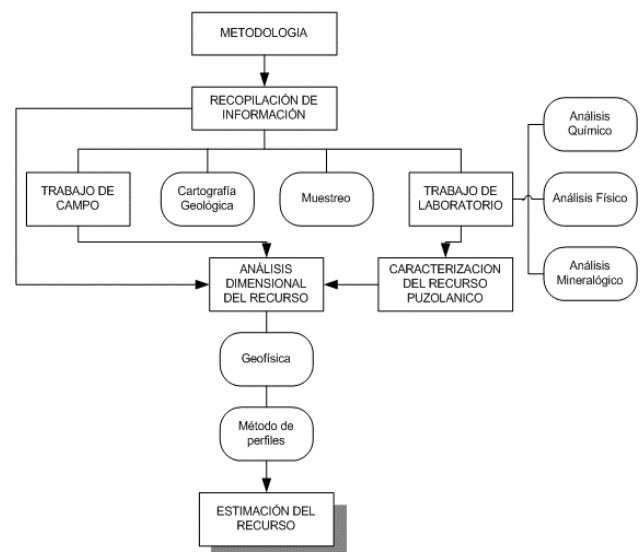 METODOLOGIA
RECOPILACIÓN DE
INFORMACIÓN
TRABAJO DE
CAMPO
Cartografía
Geológica
Muestreo
TRABAJO DE
LABORATORIO
Análisis
Químico
Análisis Físico
Análisis
Mineralógico
ANÁLISIS
DIMENSIONAL
DEL RECURSO
CARACTERIZACION
DEL RECURSO
PUZOLANICO
Geofísica
Método de
perfiles
ESTIMACIÓN DEL
RECURSO